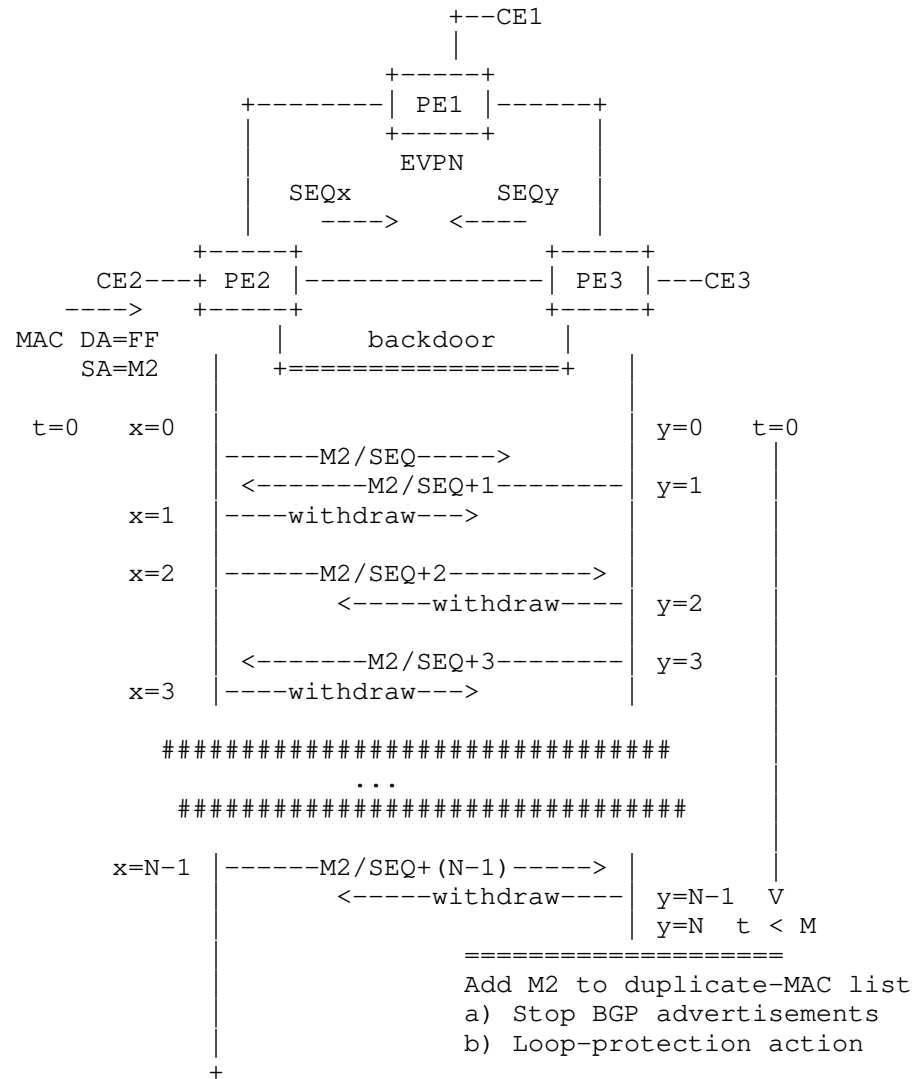 +--CE1
|
+-----+
+--------| PE1 |------+
| +-----+ |
| EVPN |
| SEQx SEQy |
| ----> <---- |
+-----+ +-----+
CE2---+ PE2 |---------------| PE3 |---CE3
----> +-----+ +-----+
MAC DA=FF | backdoor |
SA=M2 | +=================+ |
| |
t=0 x=0 | | y=0 t=0
|------M2/SEQ-----> | |
| <-------M2/SEQ+1--------| y=1 |
x=1 |----withdraw---> | |
| | |
x=2 |------M2/SEQ+2---------> | |
| <-----withdraw----| y=2 |
| | |
| <-------M2/SEQ+3--------| y=3 |
x=3 |----withdraw---> | |
|
################################ |
... |
################################ |
|
x=N-1 |------M2/SEQ+(N-1)-----> | |
| <-----withdraw----| y=N-1 V
| | y=N t < M
| ====================
| Add M2 to duplicate-MAC list
| a) Stop BGP advertisements
| b) Loop-protection action
+